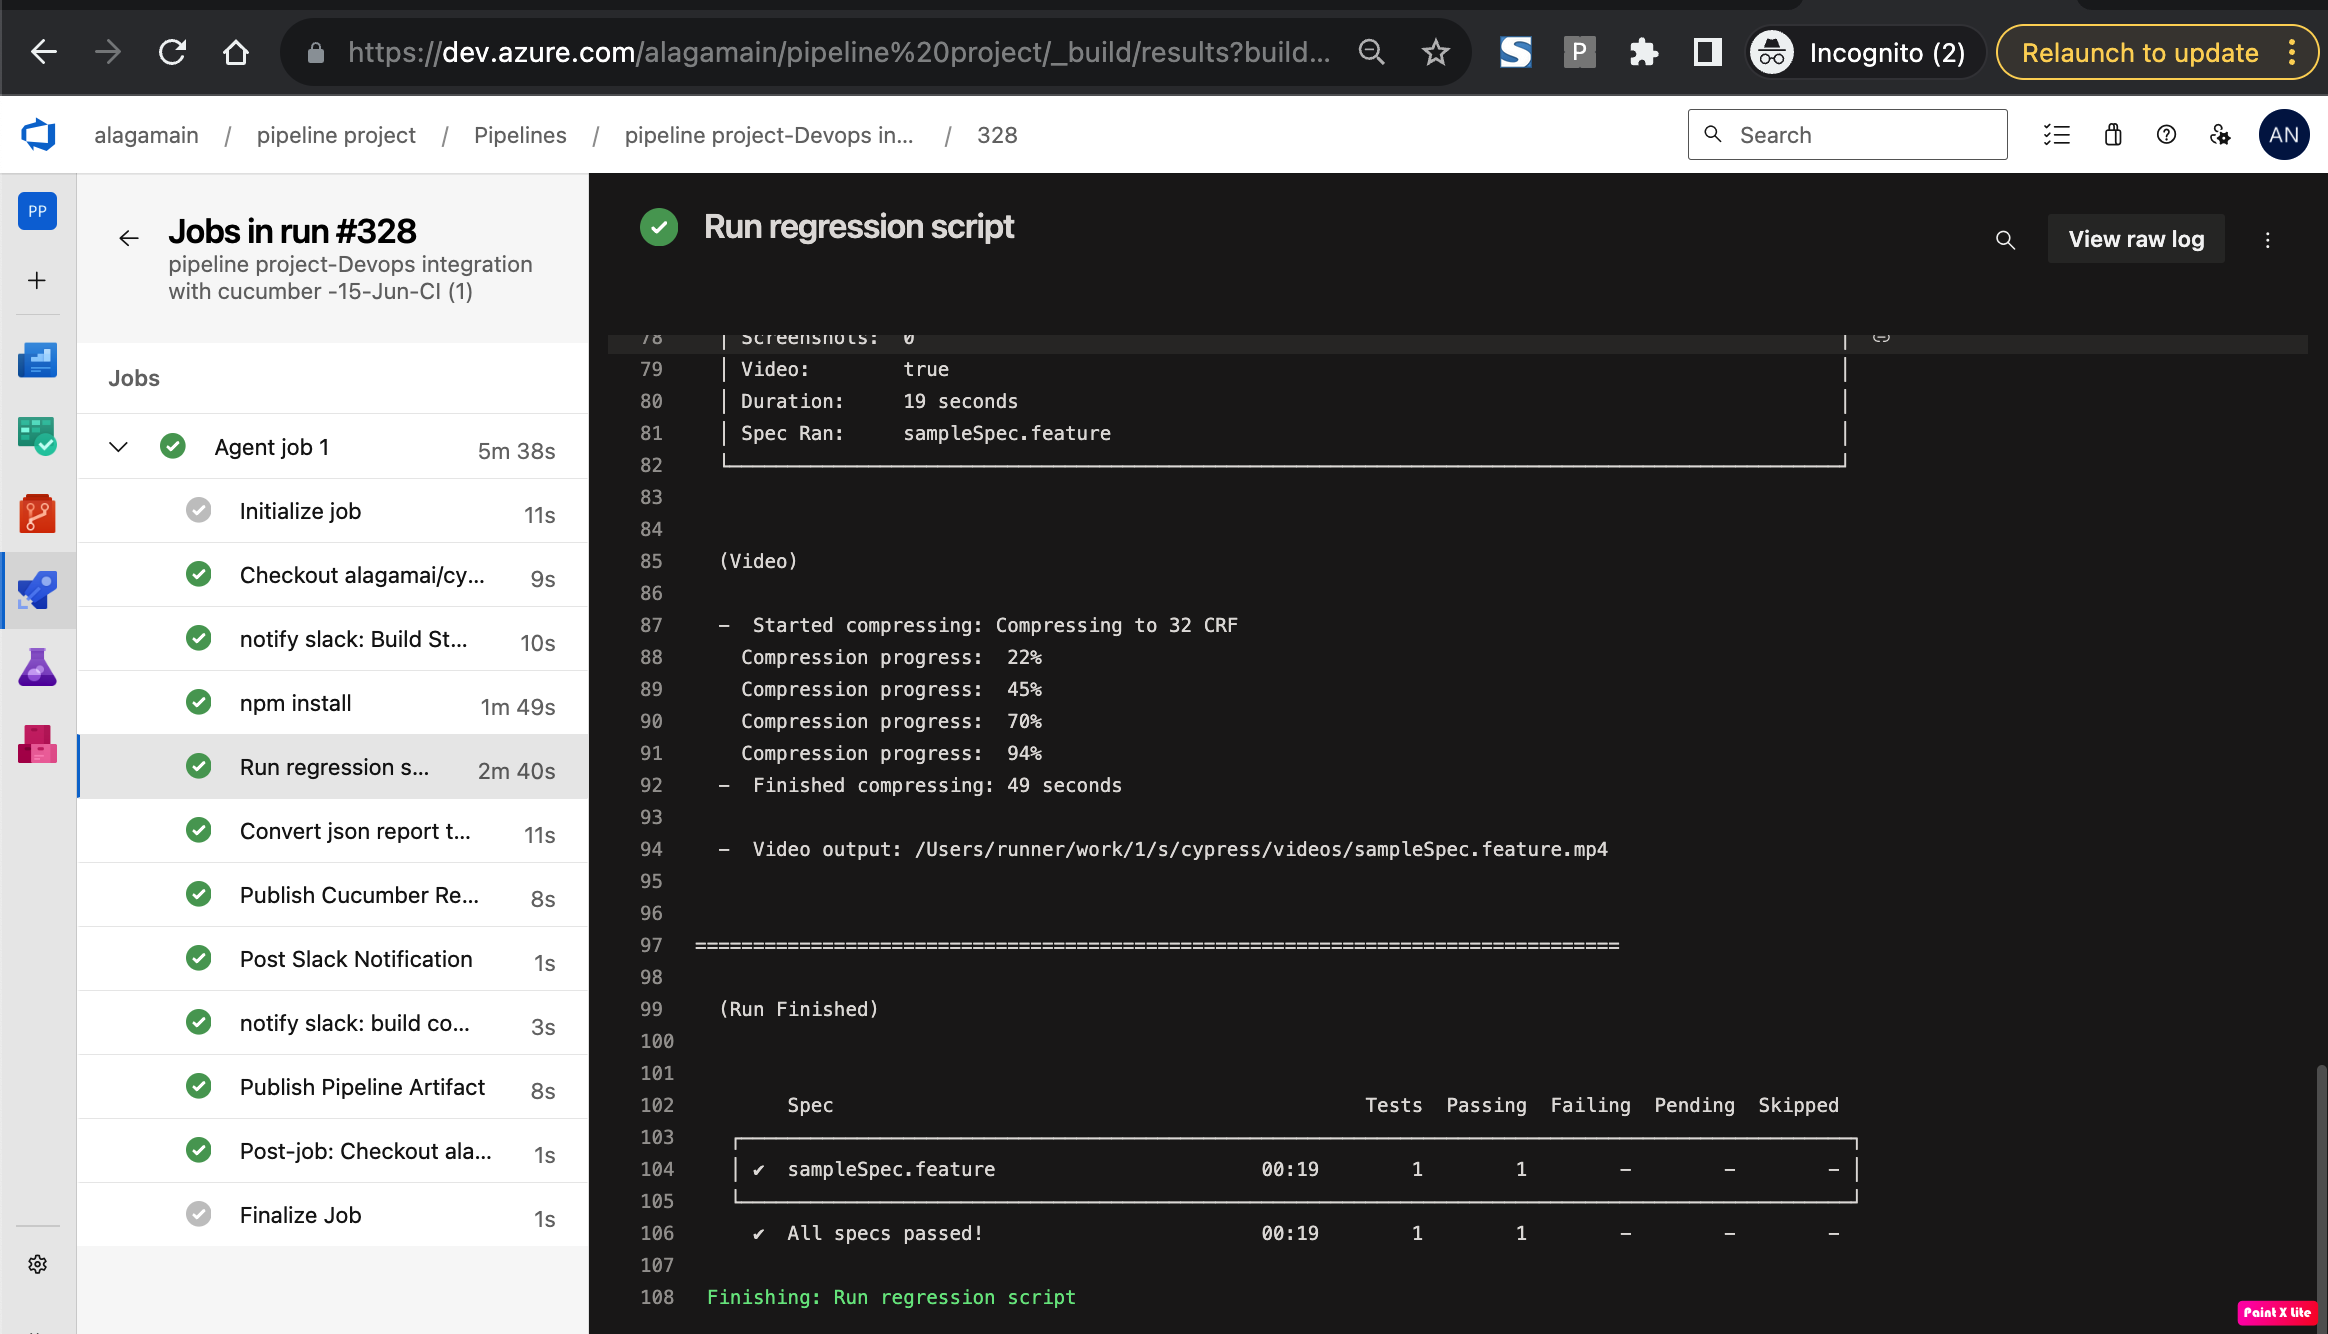 https://dev.azure.com/alagamain/pipeline%20project/_build/results?build...
P
Incognito (2)
Relaunch to update
alagamain / pipeline project / Pipelines / pipeline project-Devops in... / 328
Search
AN
PP
Jobs in run #328
pipeline project-Devops integration
with cucumber -15-Jun-CI (1)
Jobs
Agent job 1 5m 38s
Initialize job 11s
Checkout alagamai/cy... 9s
notify slack: Build St... 10s
npm install 1m 49s
Run regression s... 2m 40s
Convert json report t... 11s
Publish Cucumber Re... 8s
Post Slack Notification 1s
notify slack: build co... 3s
Publish Pipeline Artifact 8s
Post-job: Checkout ala... 1s
Finalize Job 1s
Run regression script
View raw log
78 │ Screenshots: 0 │
79 │ Video: true │
80 │ Duration: 19 seconds │
81 │ Spec Ran: sampleSpec.feature │
82
83
84
85 (Video)
86
87 - Started compressing: Compressing to 32 CRF
88 Compression progress: 22%
89 Compression progress: 45%
90 Compression progress: 70%
91 Compression progress: 94%
92 - Finished compressing: 49 seconds
93
94 - Video output: /Users/runner/work/1/s/cypress/videos/sampleSpec.feature.mp4
95
96
97 ================================================================================
98
99 (Run Finished)
100
101
102 Spec Tests Passing Failing Pending Skipped
103
104 │ ✔ sampleSpec.feature 00:19 1 1 - - - │
105
106 ✔ All specs passed! 00:19 1 1 - - -
107
108 Finishing: Run regression script
Paint X Lite